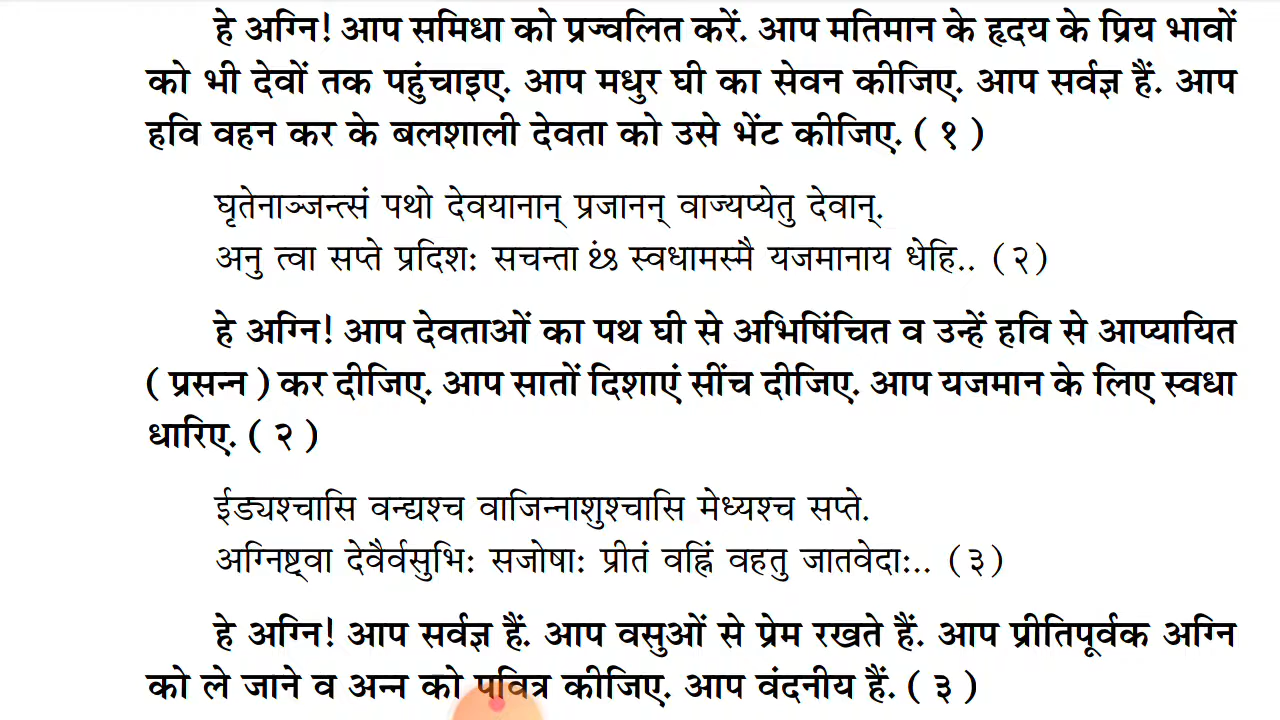 हे अग्नि! आप समिधा को प्रज्वलित करें. आप मतिमान के हृदय के प्रिय भावों
को भी देवों तक पहुंचाइए. आप मधुर घी का सेवन कीजिए. आप सर्वज्ञ हैं. आप
हवि वहन कर के बलशाली देवता को उसे भेंट कीजिए. ( १ )
घृतेनाञ्जन्त्सं पथो देवयानान् प्रजानन् वाज्यप्येतु देवान्.
अनु त्वा सप्ते प्रदिशः सचन्ता ꣳ स्वधामस्मै यजमानाय धेहि.. (२)
हे अग्नि! आप देवताओं का पथ घी से अभिषिंचित व उन्हें हवि से आप्यायित
( प्रसन्न ) कर दीजिए. आप सातों दिशाएं सींच दीजिए. आप यजमान के लिए स्वधा
धारिए. ( २ )
ईड्यश्चासि वन्द्यश्च वाजिन्नाशुश्चासि मेध्यश्च सप्ते.
अग्निष्ट्वा देवैर्वसुभिः सजोषाः प्रीतं वह्निं वहतु जातवेदाः.. (३)
हे अग्नि! आप सर्वज्ञ हैं. आप वसुओं से प्रेम रखते हैं. आप प्रीतिपूर्वक अग्नि
को ले जाने व अन्न को पवित्र कीजिए. आप वंदनीय हैं. ( ३ )